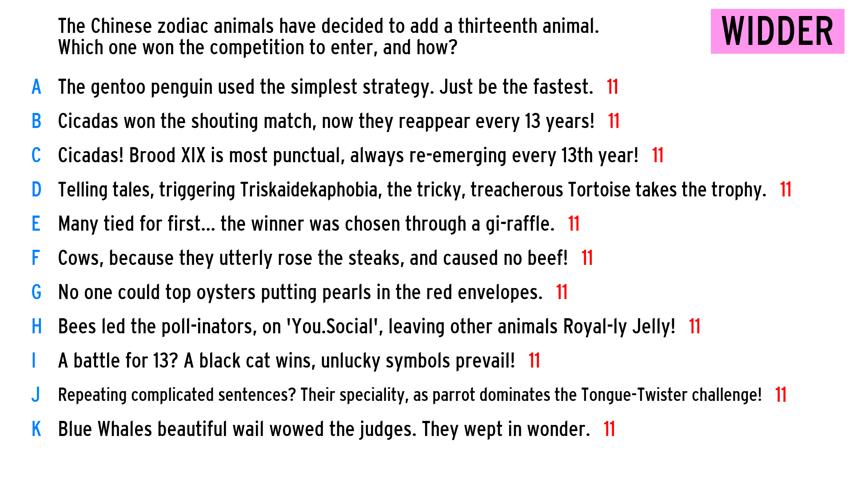 The Chinese zodiac animals have decided to add a thirteenth animal.
Which one won the competition to enter, and how?
WIDDER
A The gentoo penguin used the simplest strategy. Just be the fastest. 11
B Cicadas won the shouting match, now they reappear every 13 years! 11
C Cicadas! Brood XIX is most punctual, always re-emerging every 13th year! 11
D Telling tales, triggering Triskaidekaphobia, the tricky, treacherous Tortoise takes the trophy. 11
E Many tied for first... the winner was chosen through a gi-raffle. 11
F Cows, because they utterly rose the steaks, and caused no beef! 11
G No one could top oysters putting pearls in the red envelopes. 11
H Bees led the poll-inators, on 'You.Social', leaving other animals Royal-ly Jelly! 11
I A battle for 13? A black cat wins, unlucky symbols prevail! 11
J Repeating complicated sentences? Their speciality, as parrot dominates the Tongue-Twister challenge! 11
K Blue Whales beautiful wail wowed the judges. They wept in wonder. 11